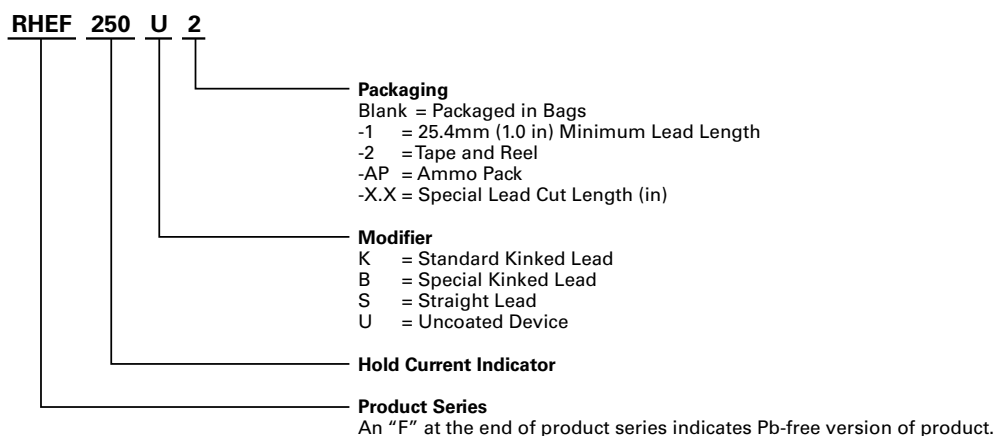 RHEF 250 U 2
Packaging
Blank = Packaged in Bags
-1 = 25.4mm (1.0 in) Minimum Lead Length
-2 = Tape and Reel
-AP = Ammo Pack
-X.X = Special Lead Cut Length (in)
Modifier
K = Standard Kinked Lead
B = Special Kinked Lead
S = Straight Lead
U = Uncoated Device
Hold Current Indicator
Product Series
An “F” at the end of product series indicates Pb-free version of product.